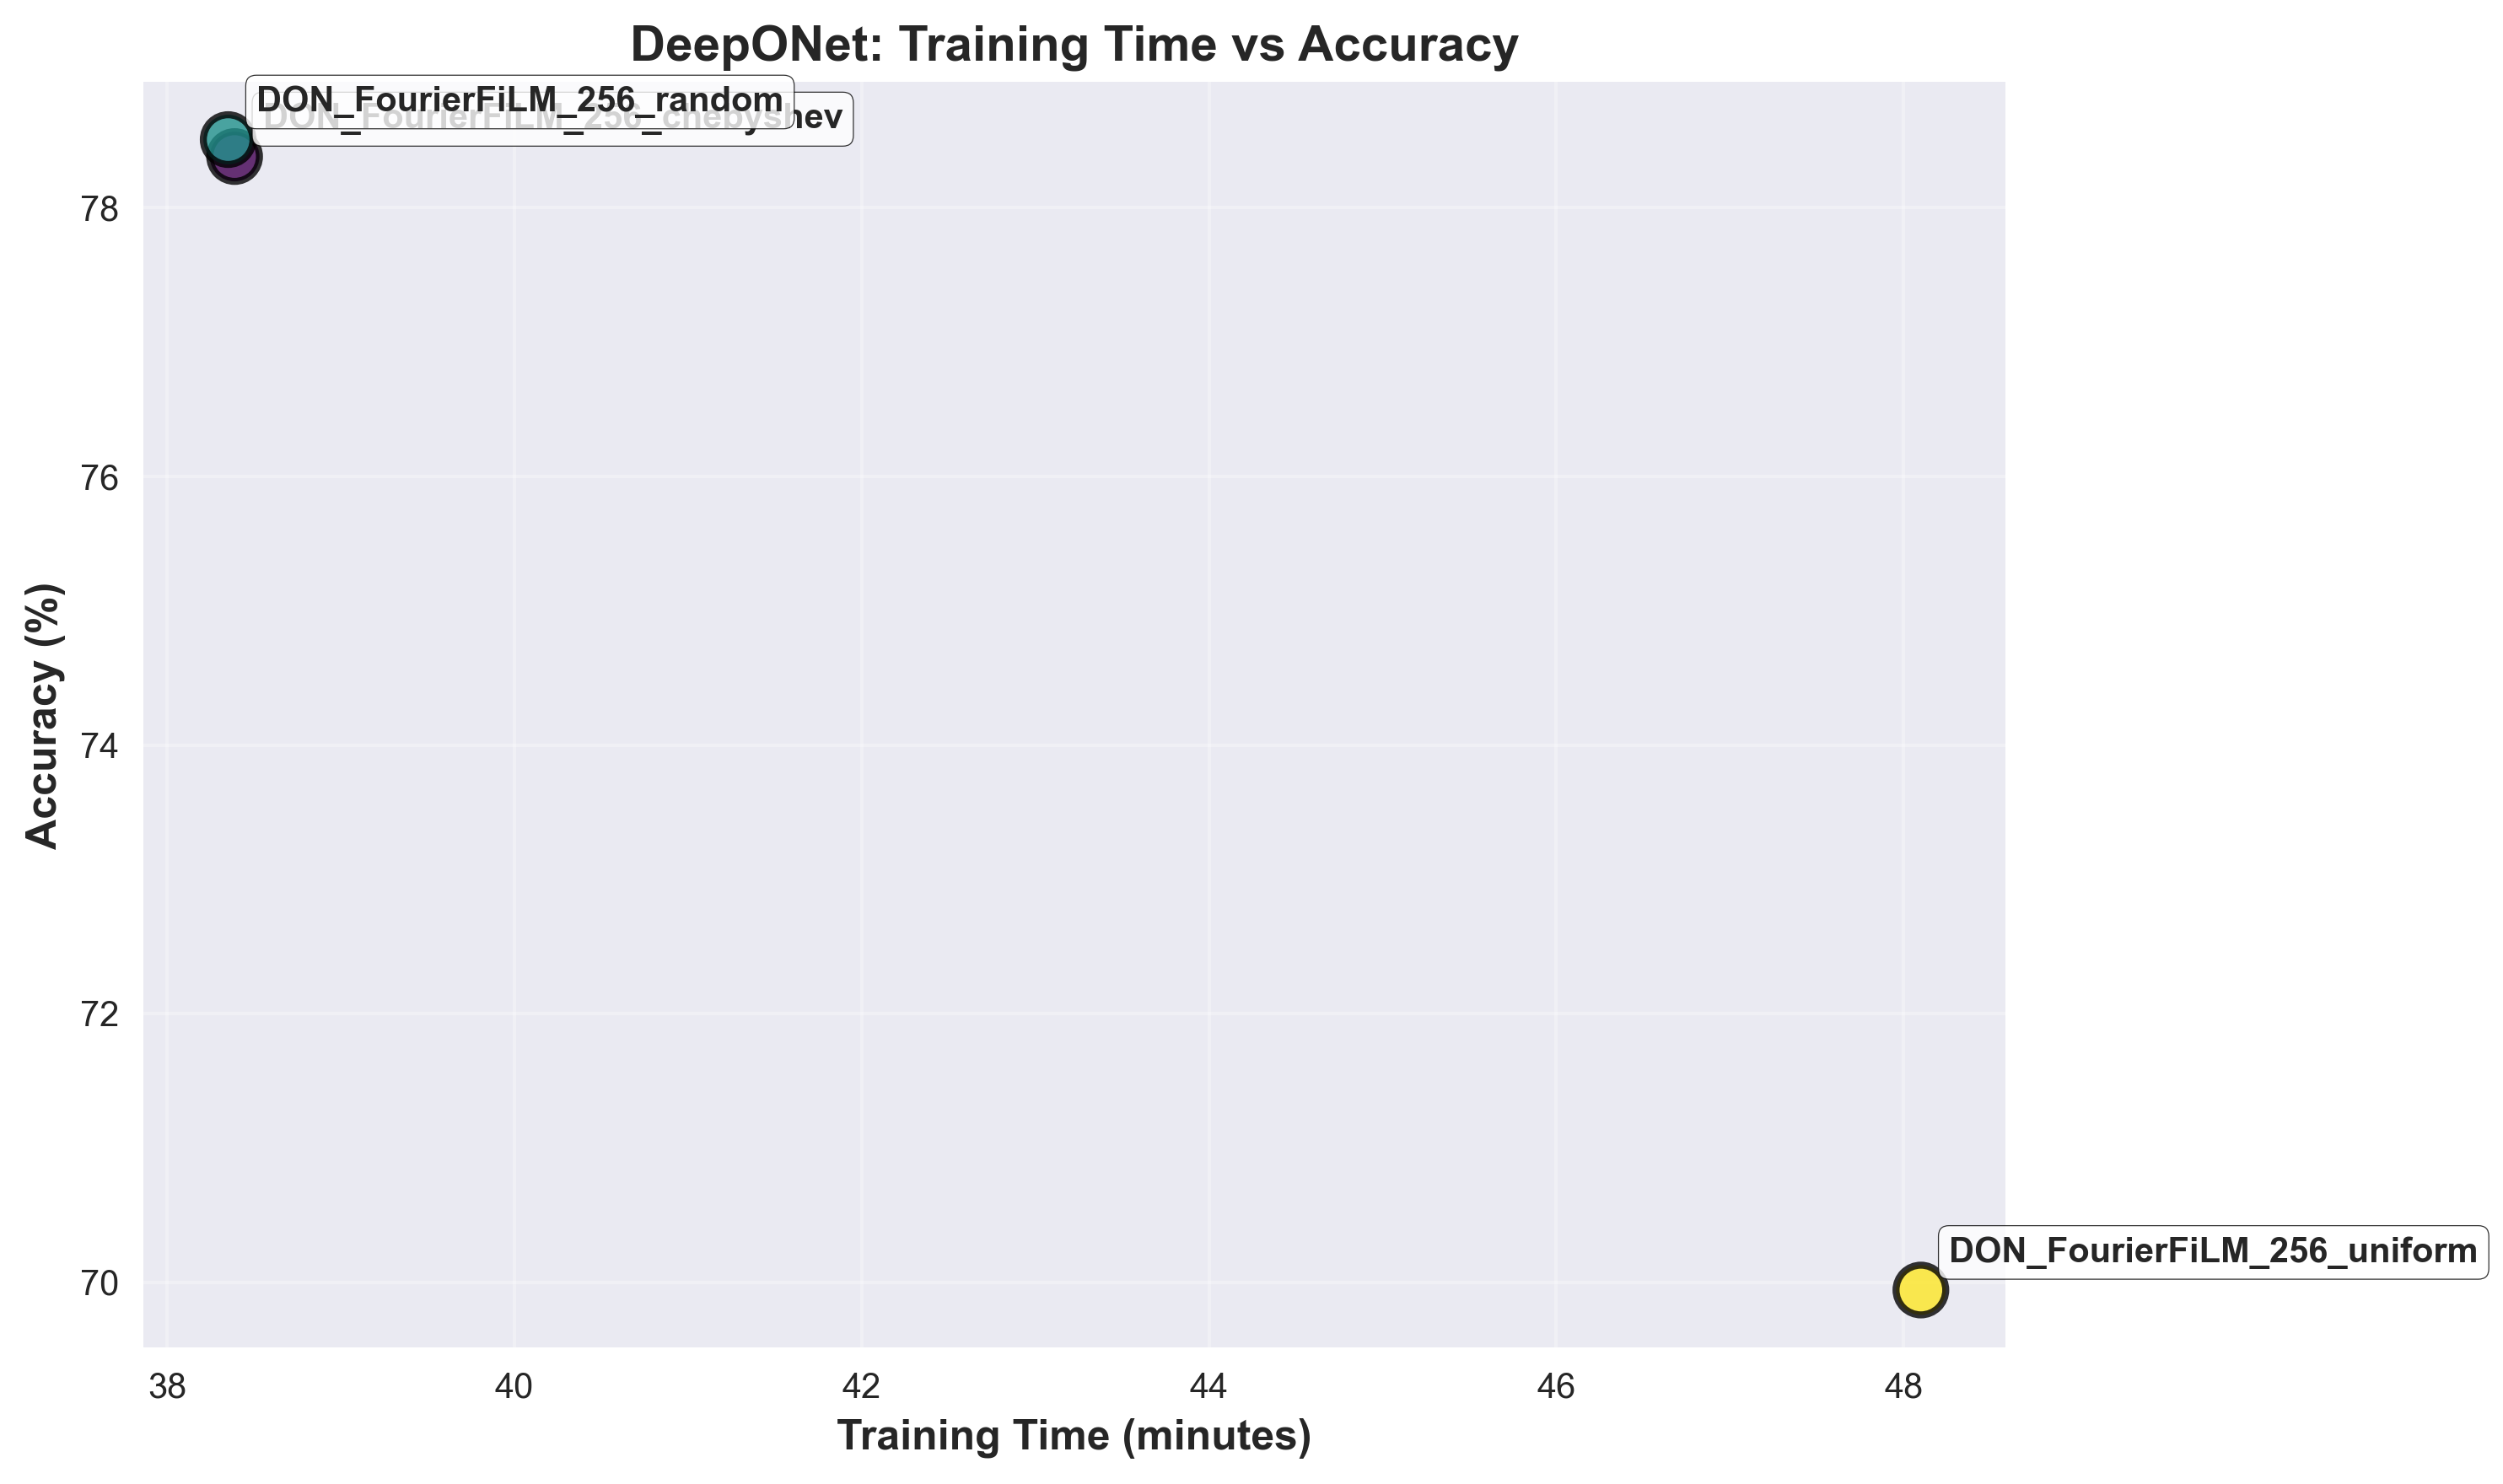 DeepONet: Training Time vs Accuracy
DON_FourierFiLM_256_random
DON_FourierFiLM_256_chebyshev
78
76
74
72
70
Accuracy (%)
DON_FourierFiLM_256_uniform
38 40 42 44 46 48
Training Time (minutes)